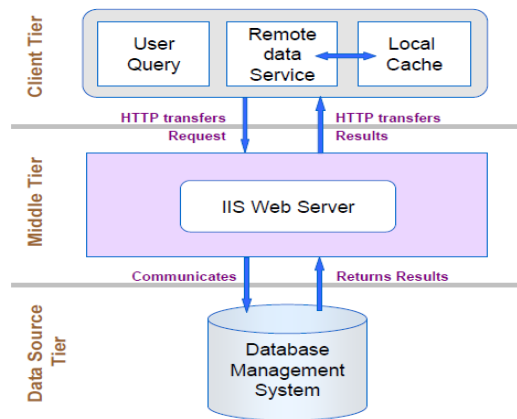 Client Tier
User
Query
Remote
data
Service
Local
Cache
HTTP transfers
Request
HTTP transfers
Results
Middle Tier
IIS Web Server
Communicates
Returns Results
Data Source
Tier
Database
Management
System